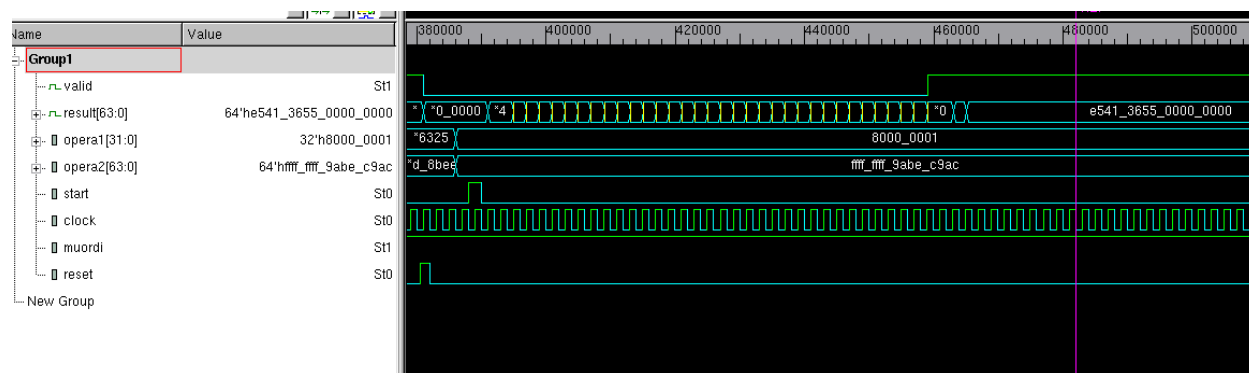 Name Value 380000 400000 420000 440000 460000 480000 500000
Group1
valid St1
result[63:0] 64'he541_3655_0000_0000 *0_0000 *4 *0 e541_3655_0000_0000
opera1[31:0] 32'h8000_0001 *6325 8000_0001
opera2[63:0] 64'hffff_ffff_9abe_c9ac *d_8bee ffff_ffff_9abe_c9ac
start St0
clock St0
muordi St1
reset St0
New Group